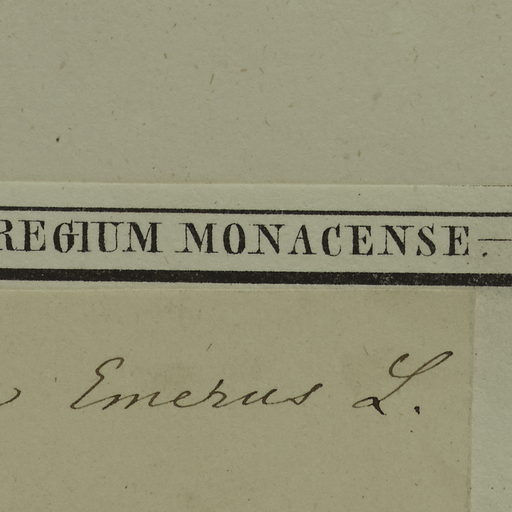 REGIUM MONACENSE.
Emerus L.